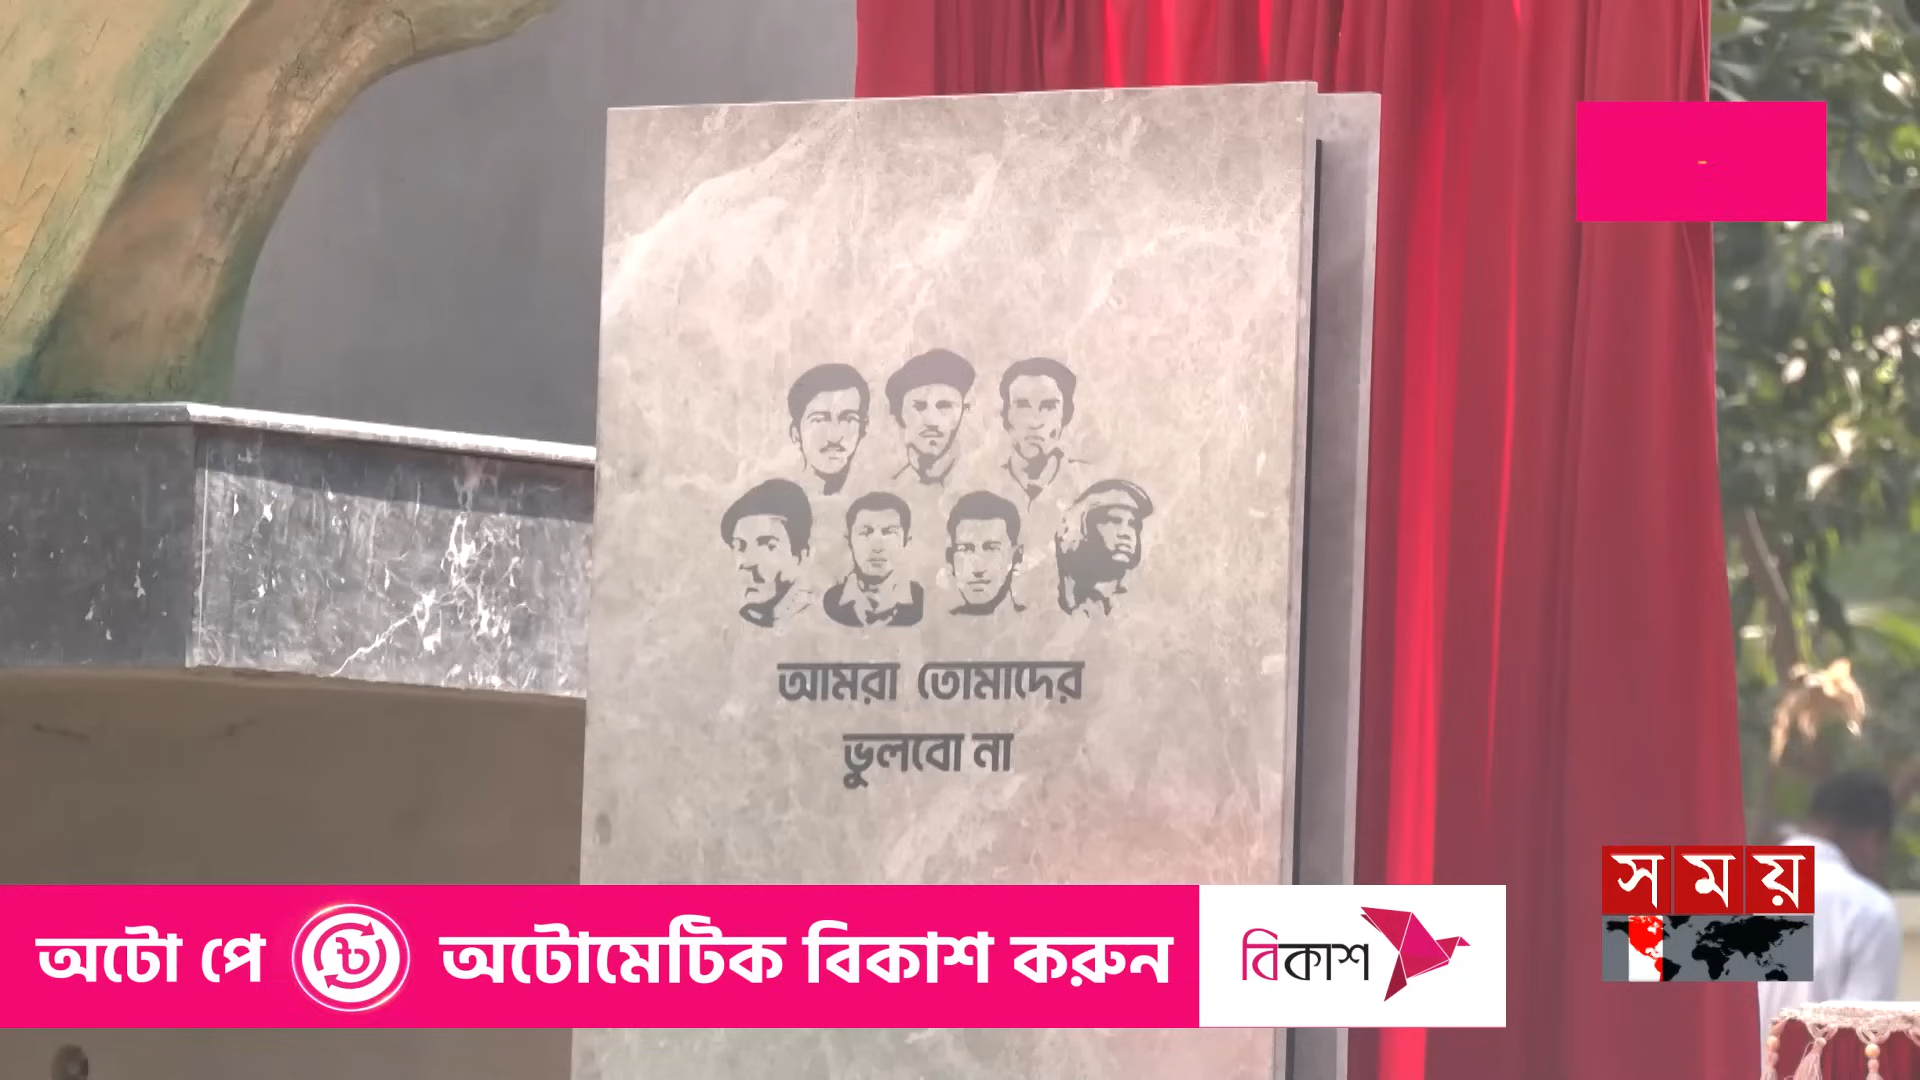 আমরা তোমাদের
ভুলবো না
অটো পে ৳ অটোমেটিক বিকাশ করুন
বিকাশ
সময়